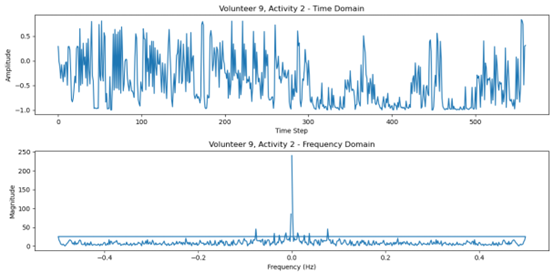 Volunteer 9, Activity 2 - Time Domain
0.5
0.0
−0.5
−1.0
Amplitude
0 100 200 300 400 500
Time Step
Volunteer 9, Activity 2 - Frequency Domain
250
200
150
100
50
0
Magnitude
−0.4 −0.2 0.0 0.2 0.4
Frequency (Hz)